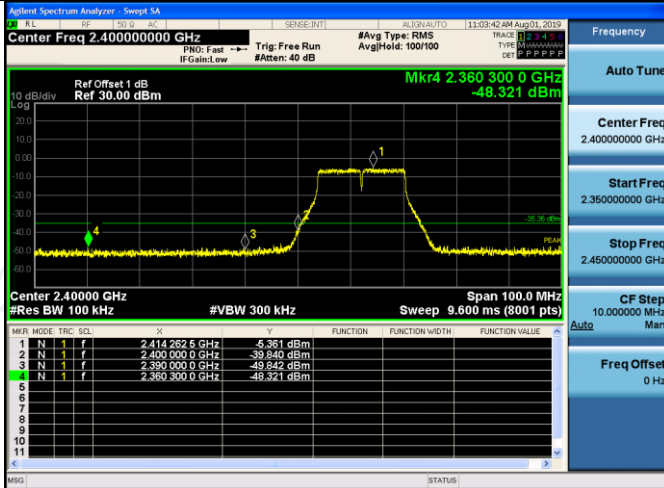 Agilent Spectrum Analyzer - Swept SA
RL RF 50 Ω AC SENSE:INT ALIGN AUTO 11:03:42 AM Aug 01, 2019
Center Freq 2.400000000 GHz
PNO: Fast
IFGain:Low
Trig: Free Run
#Atten: 40 dB
#Avg Type: RMS
Avg|Hold: 100/100
TRACE 1 2 3 4 5 6
TYPE M
DET P P P P P P
Ref Offset 1 dB
10 dB/div Ref 30.00 dBm
Log
Mkr4 2.360 300 0 GHz
-48.321 dBm
20.0
10.0
0.00
-10.0
-20.0
-30.0
-40.0
-50.0
-60.0
1
2
3
4
-35.36 dBm
PEAK
Center 2.40000 GHz Span 100.0 MHz
#Res BW 100 kHz #VBW 300 kHz Sweep 9.600 ms (8001 pts)
MKR MODE TRC SCL X Y FUNCTION FUNCTION WIDTH FUNCTION VALUE
1 N 1 f 2.414 262 5 GHz -5.361 dBm
2 N 1 f 2.400 000 0 GHz -39.840 dBm
3 N 1 f 2.390 000 0 GHz -49.842 dBm
4 N 1 f 2.360 300 0 GHz -48.321 dBm
5
6
7
8
9
10
11
MSG STATUS
Frequency
Auto Tune
Center Freq
2.400000000 GHz
Start Freq
2.350000000 GHz
Stop Freq
2.450000000 GHz
CF Step
10.000000 MHz
Auto Man
Freq Offset
0 Hz